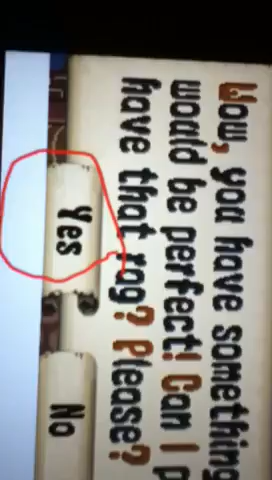 Wow, you have something
would be perfect! Can I p
have that rag? Please?
Yes
No